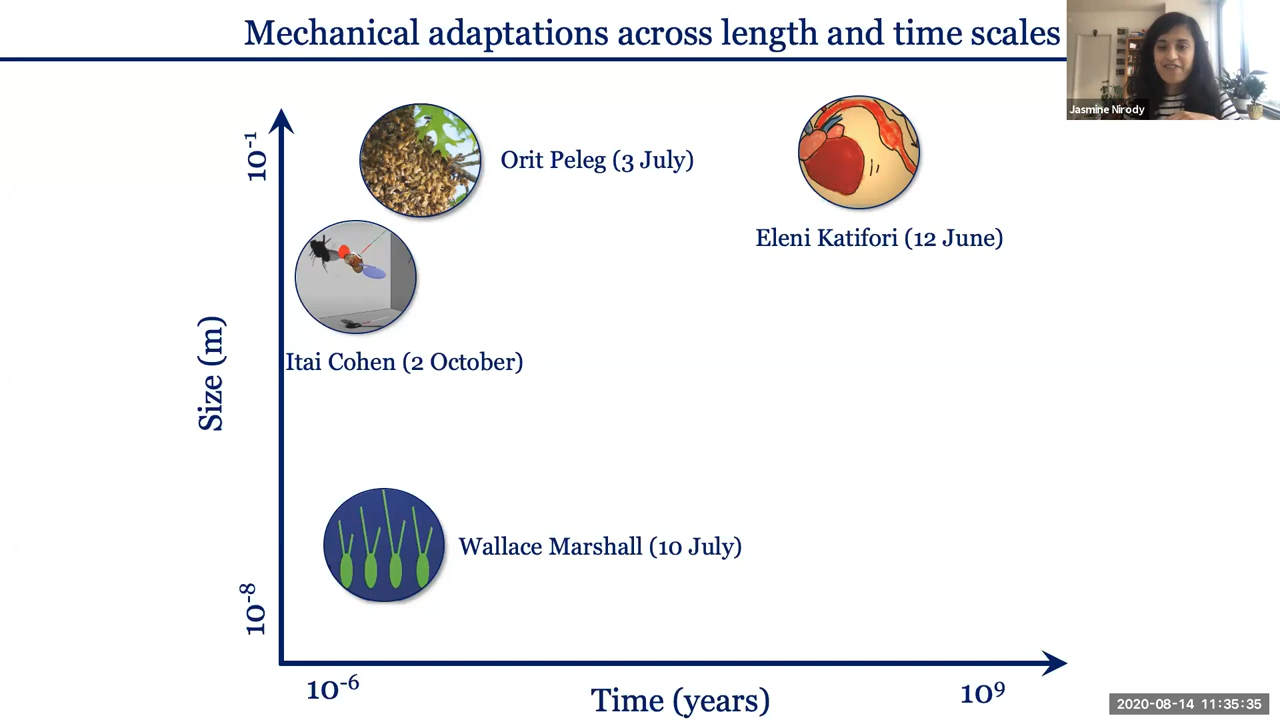 Mechanical adaptations across length and time scales
Jasmine Nirody
10⁻¹
Orit Peleg (3 July)
Eleni Katifori (12 June)
Size (m)
Itai Cohen (2 October)
Wallace Marshall (10 July)
10⁻⁸
10⁻⁶
Time (years)
10⁹
2020-08-14 11:35:35